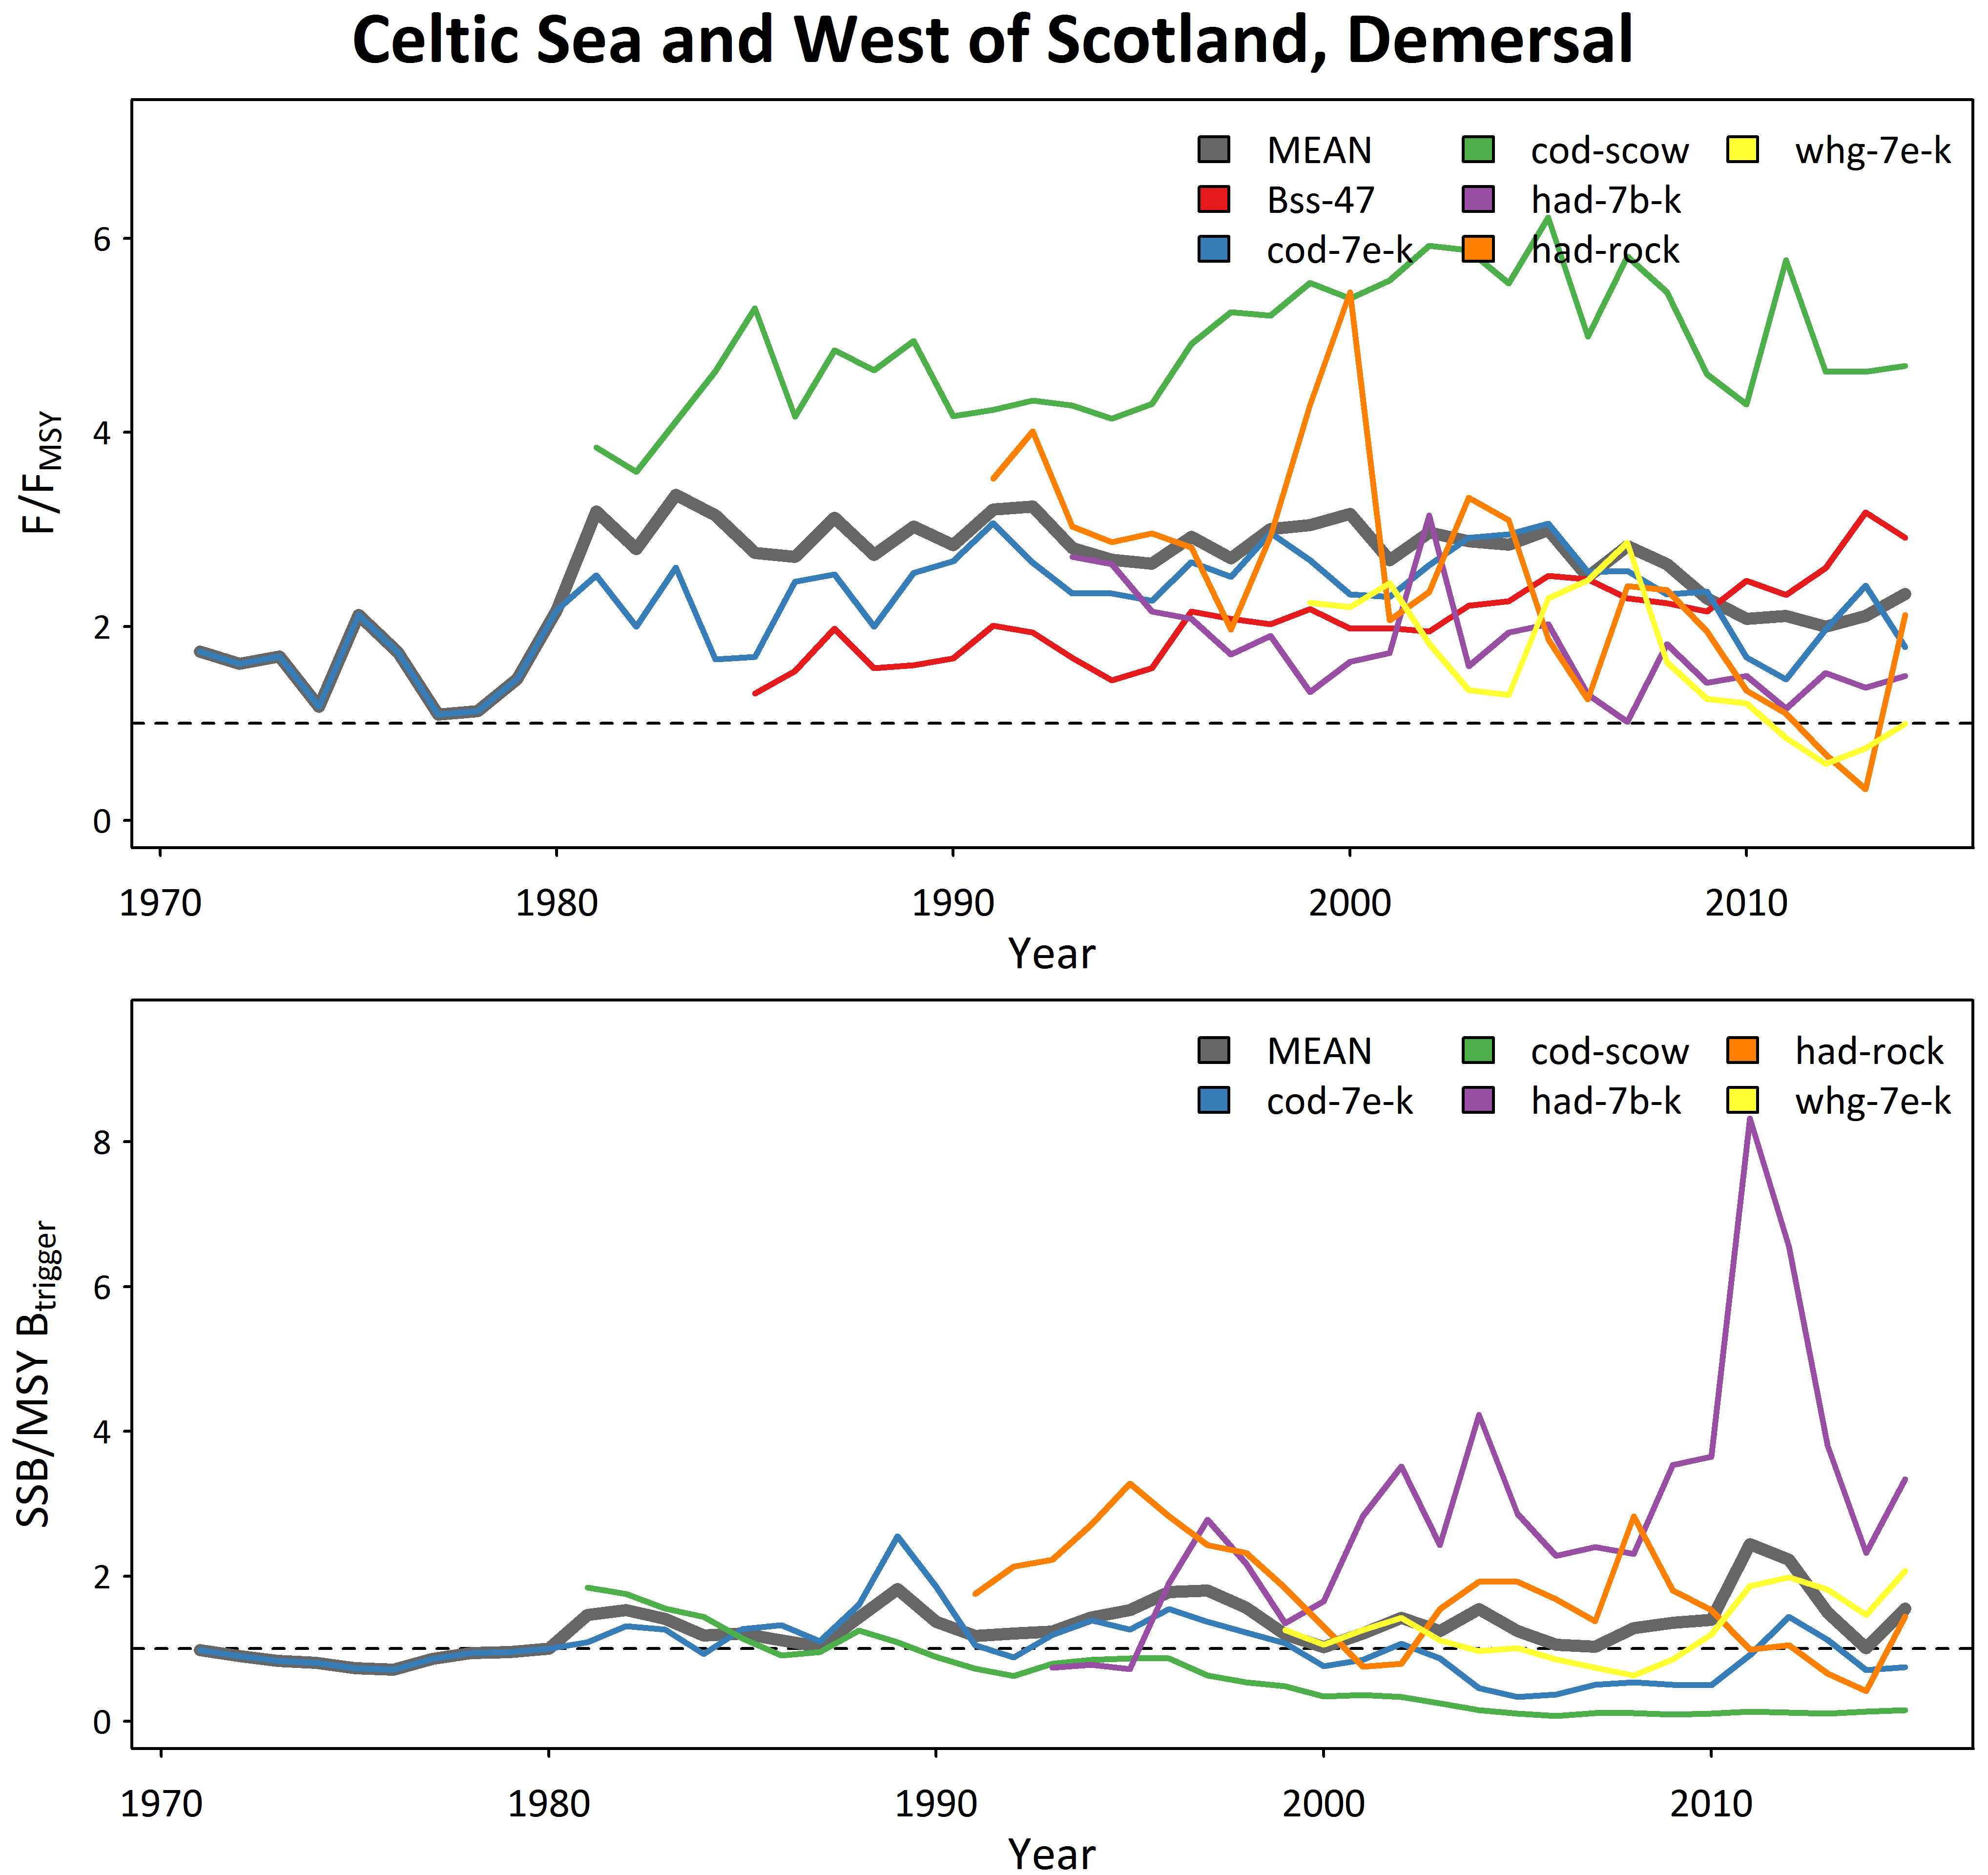 Celtic Sea and West of Scotland, Demersal
MEAN cod-scow whg-7e-k
Bss-47 had-7b-k
cod-7e-k had-rock
6
4
2
0
F/FMSY
1970 1980 1990 2000 2010
Year
MEAN cod-scow had-rock
cod-7e-k had-7b-k whg-7e-k
8
6
4
2
0
SSB/MSY Btrigger
1970 1980 1990 2000 2010
Year